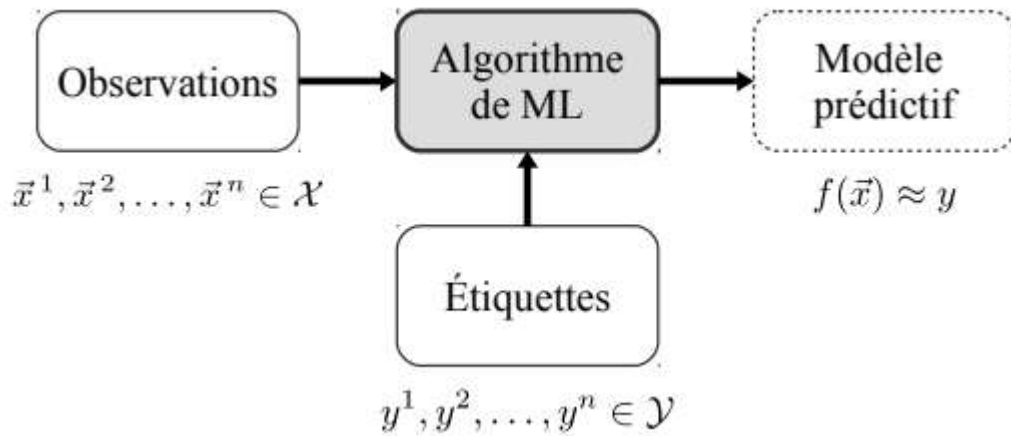 Observations
Algorithme
de ML
Modèle
prédictif
x⃗¹, x⃗², . . . , x⃗ⁿ ∈ 𝒳
f(x⃗) ≈ y
Étiquettes
y¹, y², . . . , yⁿ ∈ 𝒴